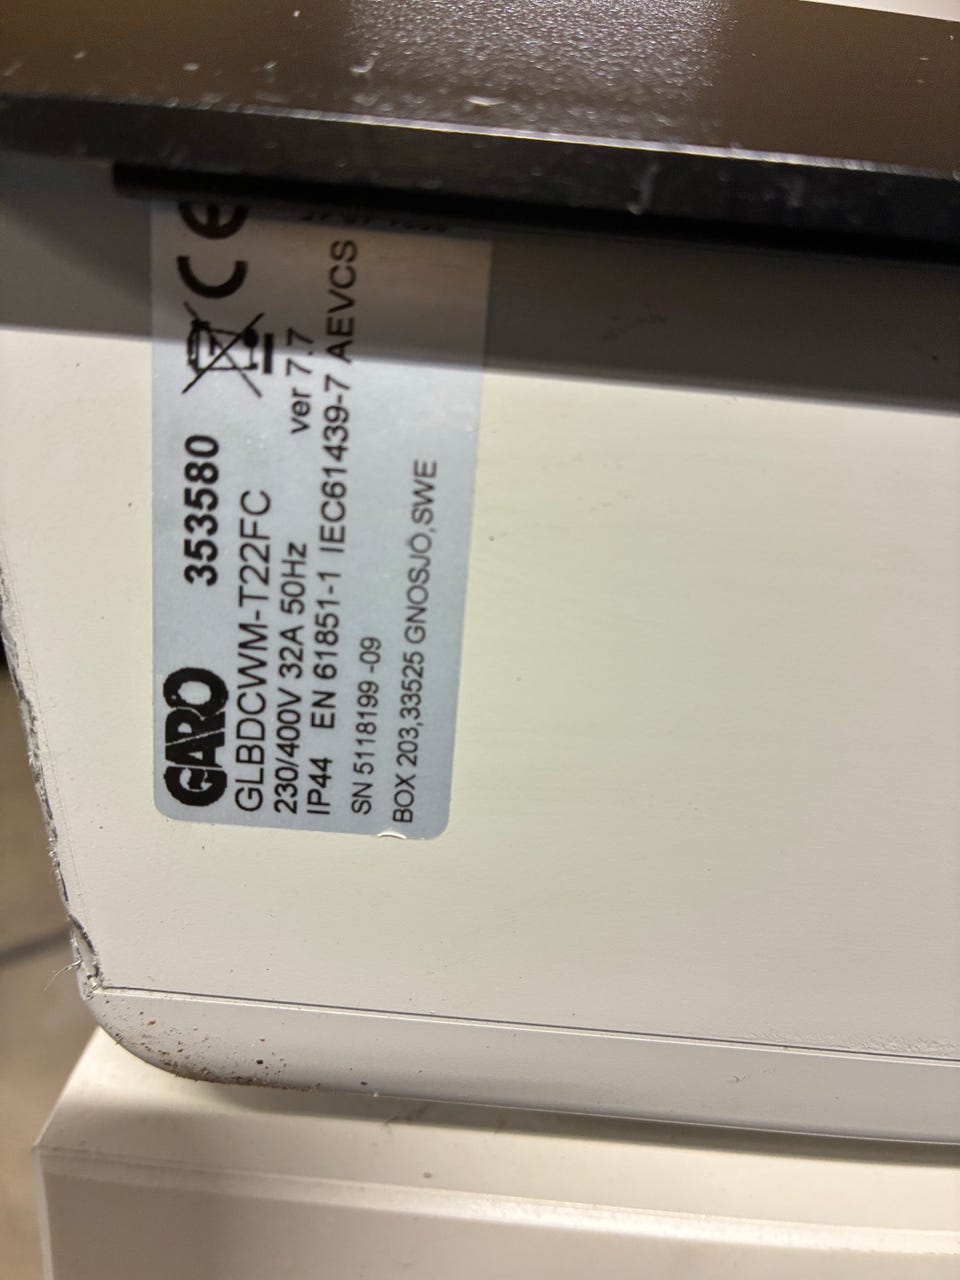 GARO 353580 CE
GLBDCWM-T22FC
230/400V 32A 50Hz ver 7.7
IP44 EN 61851-1 IEC61439-7 AEVCS
SN 5118199 -09
BOX 203,33525 GNOSJÖ,SWE